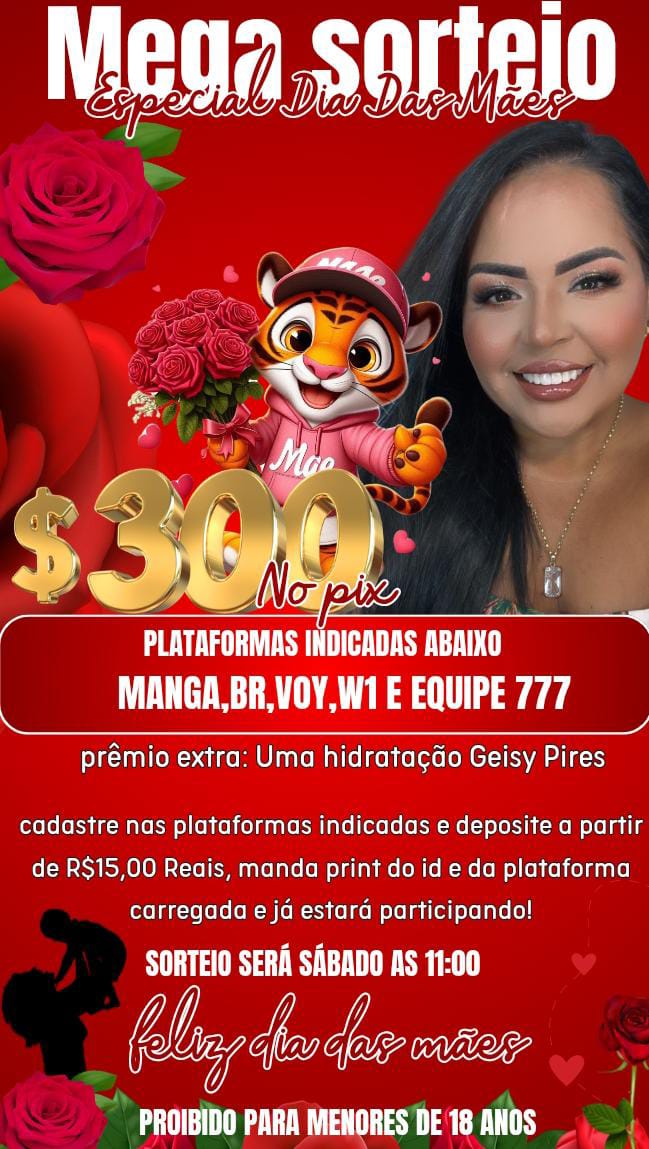 Mega sorteio
Especial Dia Das Mães
Mãe
Mãe
$300
No pix
PLATAFORMAS INDICADAS ABAIXO
MANGA,BR,VOY,W1 E EQUIPE 777
prêmio extra: Uma hidratação Geisy Pires
cadastre nas plataformas indicadas e deposite a partir
de R$15,00 Reais, manda print do id e da plataforma
carregada e já estará participando!
SORTEIO SERÁ SÁBADO AS 11:00
feliz dia das mães
PROIBIDO PARA MENORES DE 18 ANOS